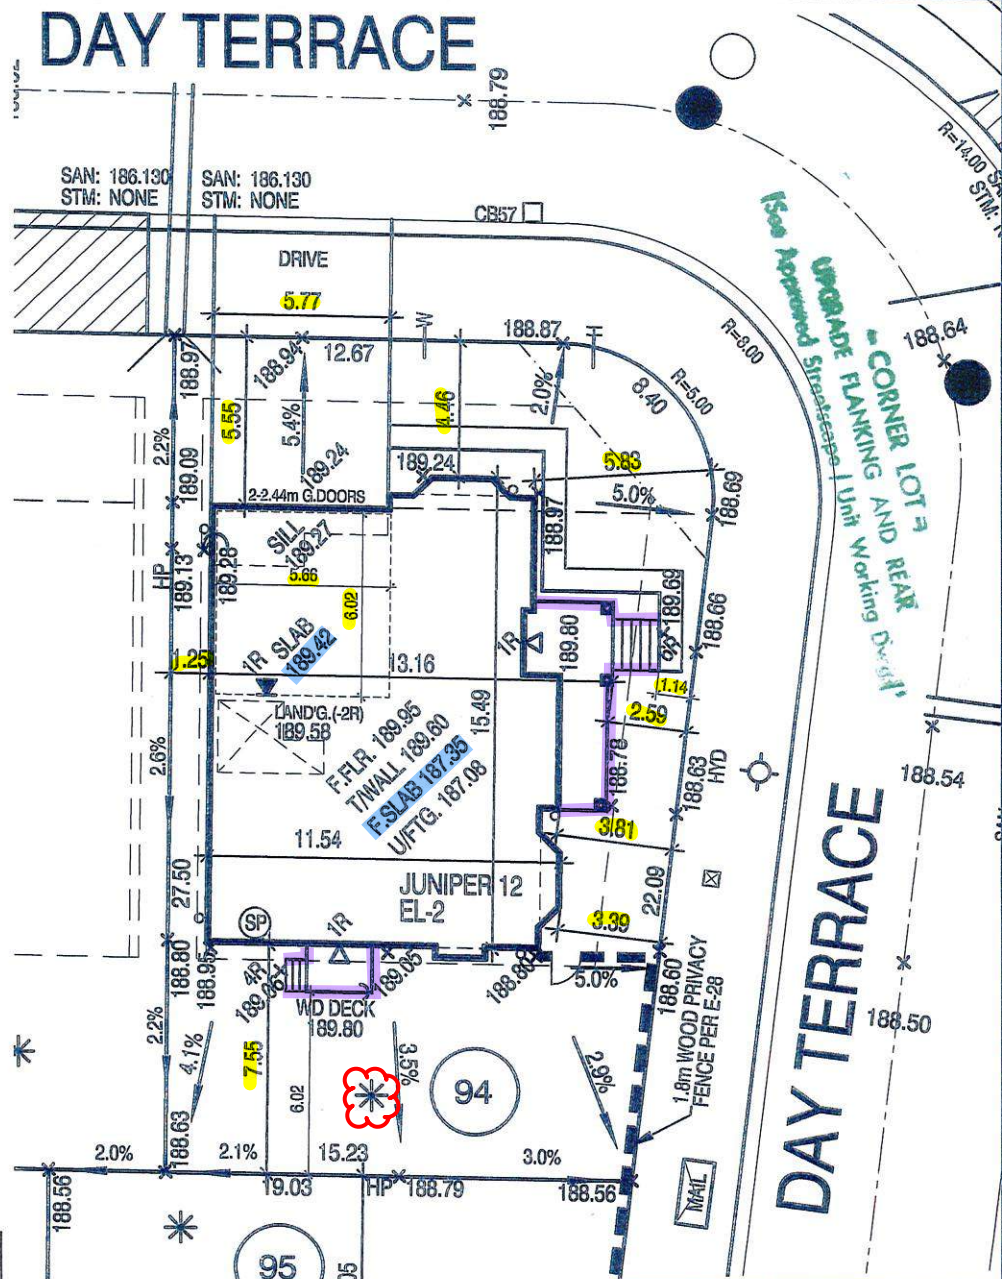 DAY TERRACE
188.79
SAN: 186.130
STM: NONE
SAN: 186.130
STM: NONE
CB57
R=14.00
DRIVE
5.77
W
188.87
H
R=8.00
188.64
188.97
188.94
12.67
2.0%
8.40
R=5.00
"CORNER LOT"
UPGRADE FLANKING AND REAR
(See Approved Streetscape / Unit Working
2.2%
5.55
5.4%
4.46
189.09
189.24
189.24
5.83
2-2.44m G.DOORS
5.0%
188.69
188.97
SILL
189.27
HP
189.13
189.28
5.66
6.02
189.69
188.66
1R
189.80
6R
1.25
1R SLAB
189.42
13.16
1.14
2.59
LAND'G.(-2R)
189.58
15.49
F.FLR. 189.95
T/WALL 189.60
F.SLAB 187.35
U/FTG. 187.08
2.6%
188.78
188.63
HYD
188.54
11.54
3.81
27.50
JUNIPER 12
EL-2
22.09
3.39
SP
1R
188.80
188.95
4R
189.06
189.05
188.80
5.0%
188.60
WD DECK
189.80
1.8m WOOD PRIVACY
FENCE PER E-28
DAY TERRACE
188.50
2.2%
4.1%
7.55
6.02
3.5%
94
2.9%
188.63
2.0%
2.1%
15.23
3.0%
188.56
19.03
HP
188.79
188.56
MAIL
95